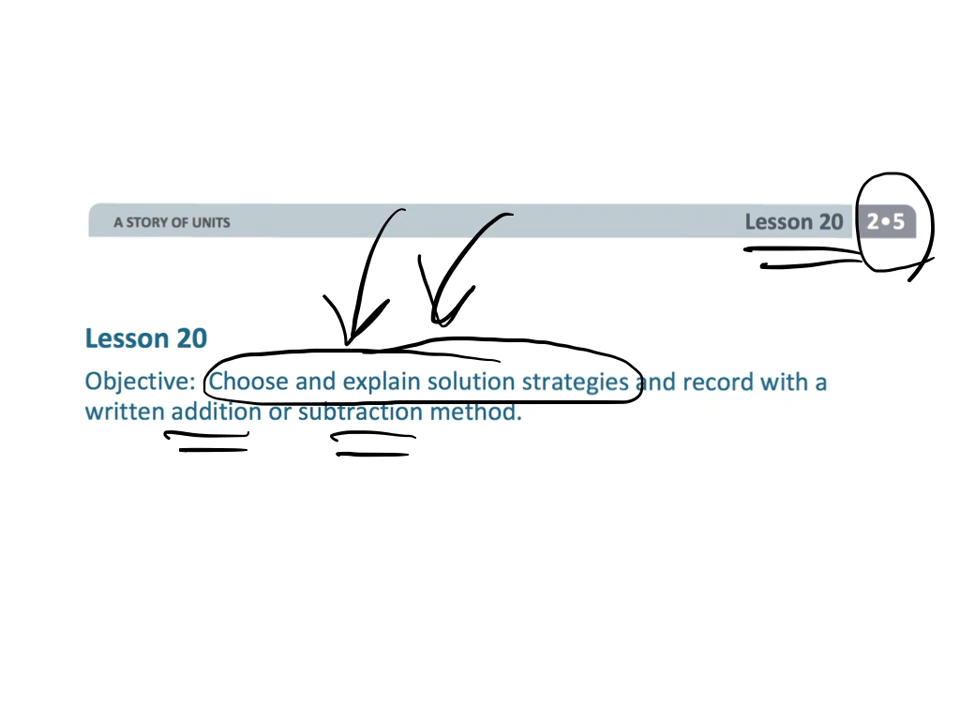 A STORY OF UNITS
Lesson 20 2•5
Lesson 20
Objective: Choose and explain solution strategies and record with a
written addition or subtraction method.